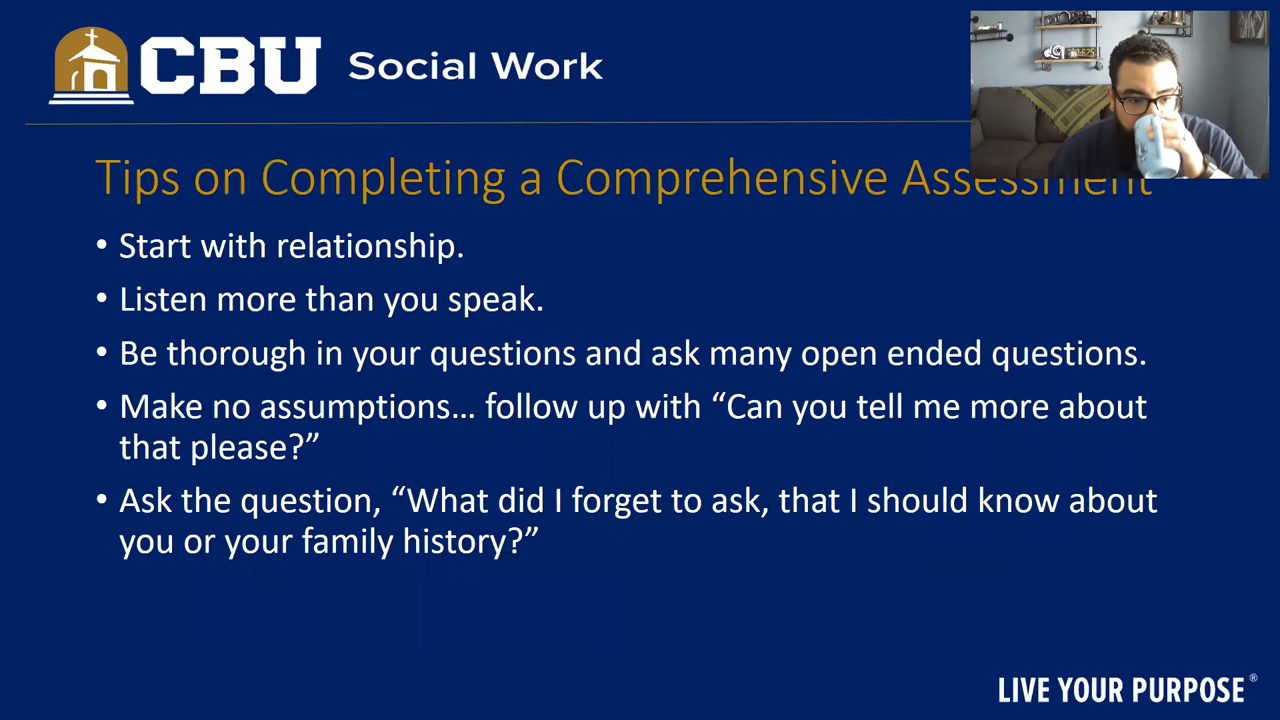 CBU Social Work
Tips on Completing a Comprehensive Assessment
• Start with relationship.
• Listen more than you speak.
• Be thorough in your questions and ask many open ended questions.
• Make no assumptions… follow up with “Can you tell me more about
that please?”
• Ask the question, “What did I forget to ask, that I should know about
you or your family history?”
LIVE YOUR PURPOSE®